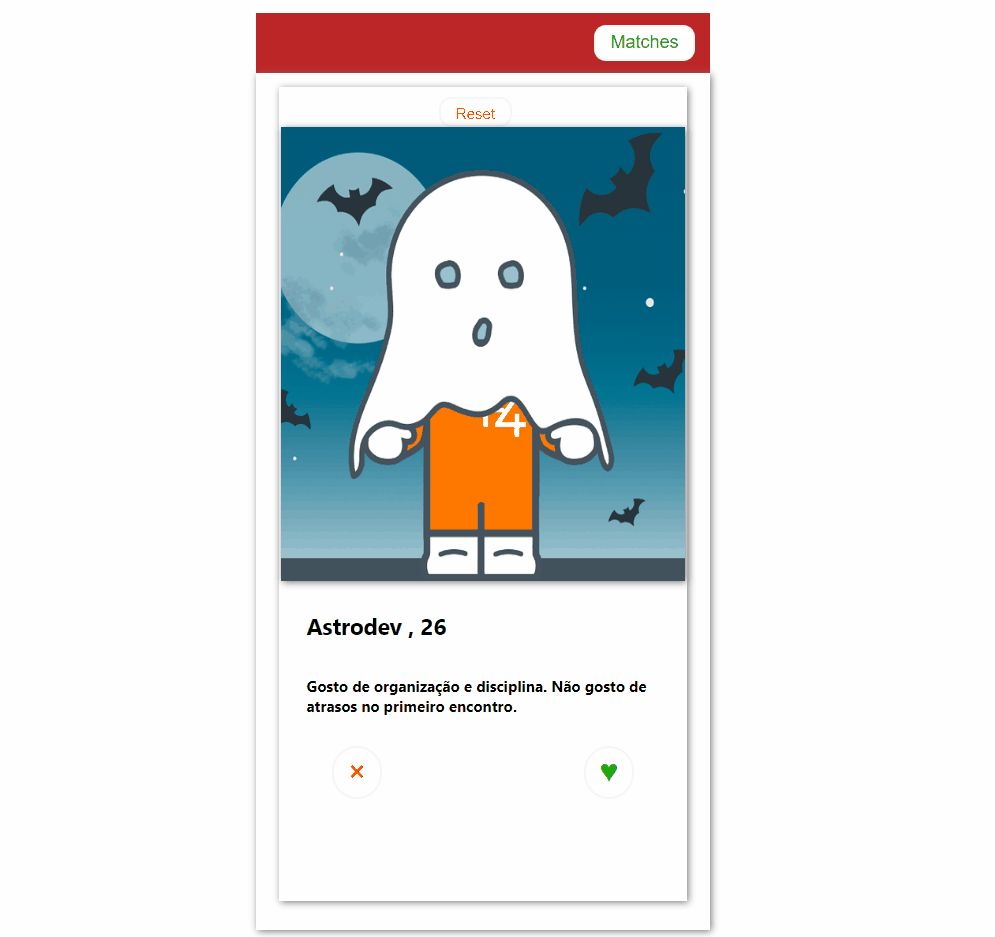 Matches
Reset
14
Astrodev , 26
Gosto de organização e disciplina. Não gosto de
atrasos no primeiro encontro.